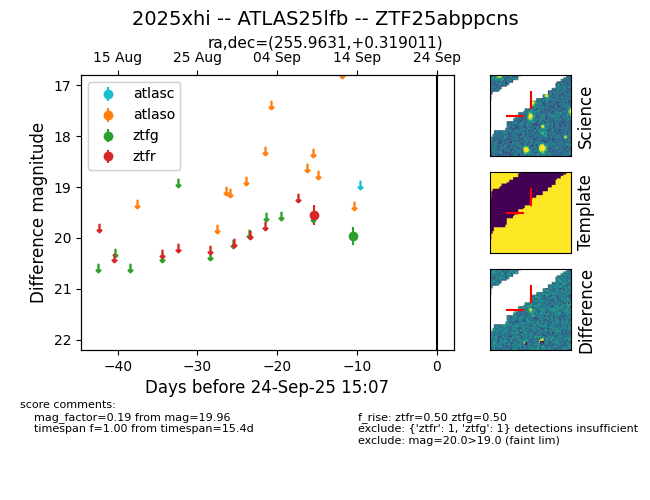 2025xhi -- ATLAS25lfb -- ZTF25abppcns
ra,dec=(255.9631,+0.319011)
15 Aug 25 Aug 04 Sep 14 Sep 24 Sep
atlasc
atlaso
ztfg
ztfr
17
18
19
20
21
22
Difference magnitude
−40 −30 −20 −10 0
Days before 24-Sep-25 15:07
Science
Template
Difference
score comments:
mag_factor=0.19 from mag=19.96
timespan f=1.00 from timespan=15.4d
f_rise: ztfr=0.50 ztfg=0.50
exclude: {'ztfr': 1, 'ztfg': 1} detections insufficient
exclude: mag=20.0>19.0 (faint lim)